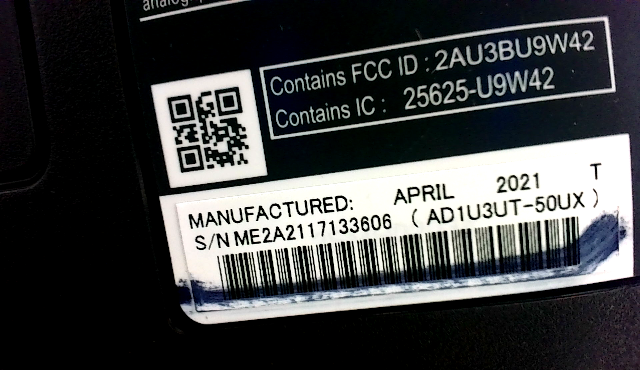 Contains FCC ID : 2AU3BU9W42
Contains IC : 25625-U9W42
MANUFACTURED: APRIL 2021 T
S/N ME2A2117133606 ( AD1U3UT-50UX )